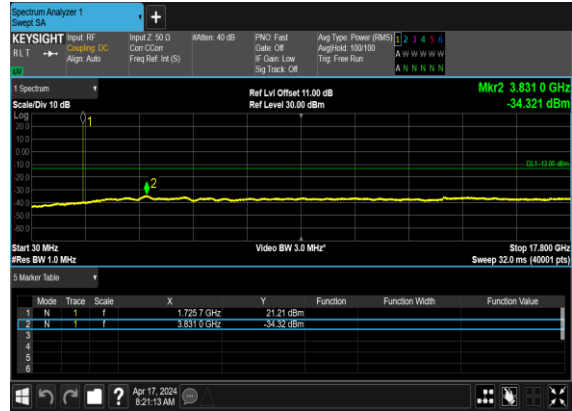 Spectrum Analyzer 1
Swept SA
+
KEYSIGHT Input: RF Input Z: 50 Ω #Atten: 40 dB PNO: Fast Avg Type: Power (RMS) 1 2 3 4 5 6
RLT Coupling: DC Corr CCorr Gate: Off Avg|Hold: 100/100 A W W W W W
Align: Auto Freq Ref: Int (S) IF Gain: Low Trig: Free Run
Sig Track: Off A N N N N N
1 Spectrum Ref Lvl Offset 11.00 dB Mkr2 3.831 0 GHz
Scale/Div 10 dB Ref Level 30.00 dBm -34.321 dBm
Log
20.0
10.0
0.00
-10.0
-20.0
-30.0
-40.0
-50.0
-60.0
1
2
DL1 -13.00 dBm
Start 30 MHz Video BW 3.0 MHz* Stop 17.800 GHz
#Res BW 1.0 MHz Sweep 32.0 ms (40001 pts)
5 Marker Table
Mode Trace Scale X Y Function Function Width Function Value
1 N 1 f 1.725 7 GHz 21.21 dBm
2 N 1 f 3.831 0 GHz -34.32 dBm
3
4
5
6
? Apr 17, 2024
8:21:13 AM